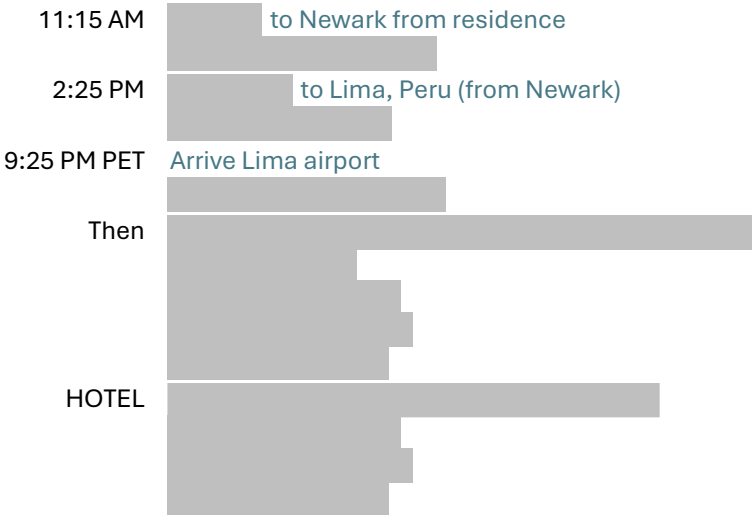 11:15 AM to Newark from residence
2:25 PM to Lima, Peru (from Newark)
9:25 PM PET Arrive Lima airport
Then
HOTEL